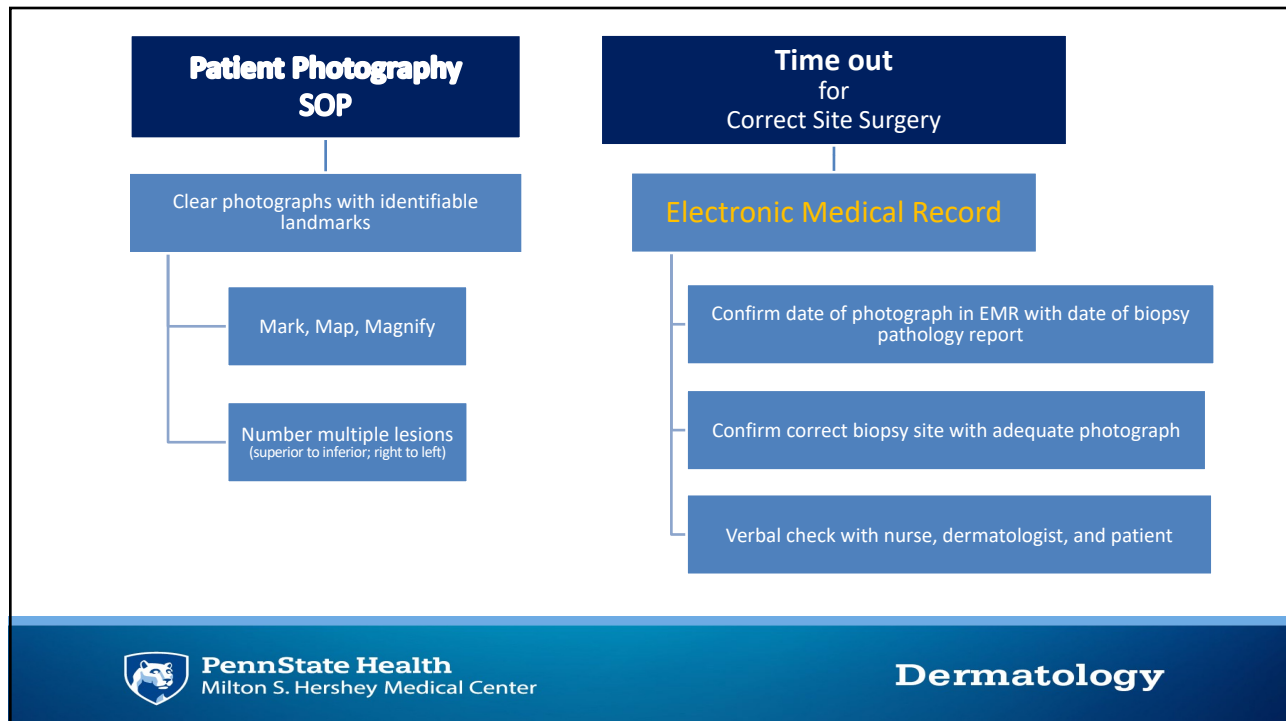 Patient Photography
SOP
Clear photographs with identifiable
landmarks
Mark, Map, Magnify
Number multiple lesions
(superior to inferior; right to left)
Time out
for
Correct Site Surgery
Electronic Medical Record
Confirm date of photograph in EMR with date of biopsy
pathology report
Confirm correct biopsy site with adequate photograph
Verbal check with nurse, dermatologist, and patient
PennState Health
Milton S. Hershey Medical Center
Dermatology